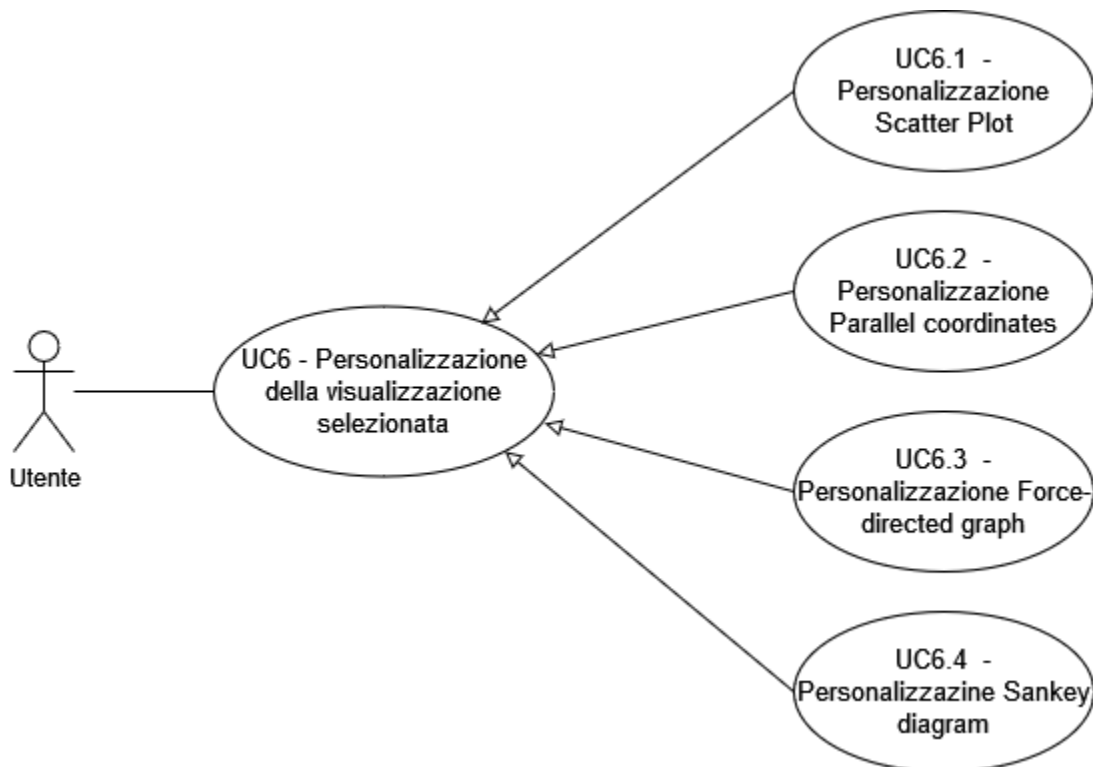 UC6.1 -
Personalizzazione
Scatter Plot
UC6.2 -
Personalizzazione
Parallel coordinates
UC6 - Personalizzazione
della visualizzazione
selezionata
Utente
UC6.3 -
Personalizzazione Force-
directed graph
UC6.4 -
Personalizzazine Sankey
diagram